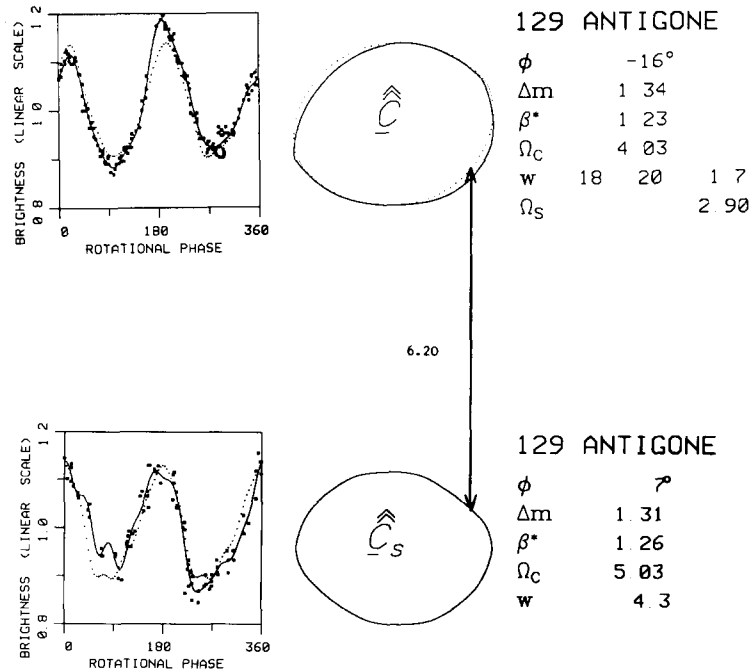 BRIGHTNESS (LINEAR SCALE)
1 2
1 0
0 8
0 180 360
ROTATIONAL PHASE
C
129 ANTIGONE
ϕ -16°
Δm 1 34
β* 1 23
Ω_C 4 03
w 18 20 1 7
Ω_S 2.90
6.20
BRIGHTNESS (LINEAR SCALE)
1 2
1.0
0.8
0 180 360
ROTATIONAL PHASE
C_S
129 ANTIGONE
ϕ 7°
Δm 1.31
β* 1.26
Ω_C 5.03
w 4.3